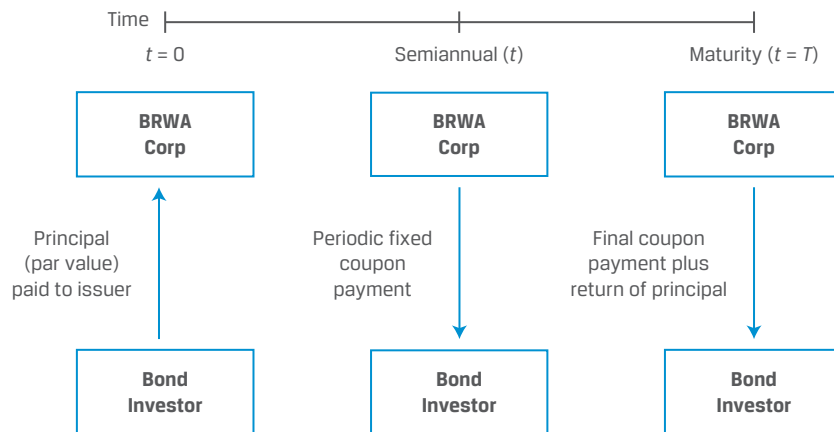 Time
t = 0
Semiannual (t)
Maturity (t = T)
BRWA
Corp
BRWA
Corp
BRWA
Corp
Principal
(par value)
paid to issuer
Periodic fixed
coupon
payment
Final coupon
payment plus
return of principal
Bond
Investor
Bond
Investor
Bond
Investor